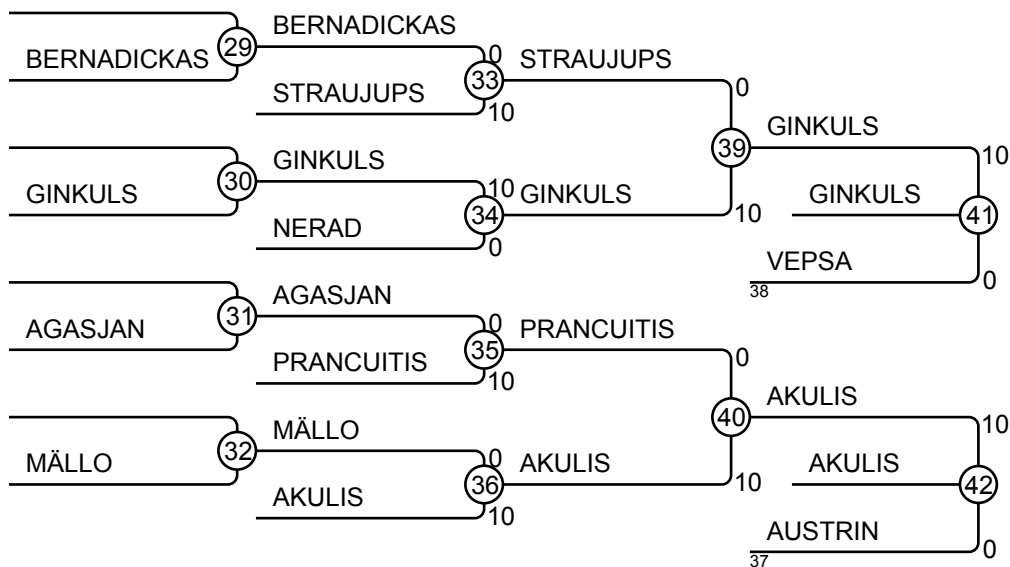 BERNADICKAS
29
BERNADICKAS
0
33
STRAUJUPS
10
STRAUJUPS
0
39
GINKULS
30
GINKULS
10
34
NERAD
0
GINKULS
10
GINKULS
10
GINKULS
41
VEPSA
38
0
AGASJAN
31
AGASJAN
0
35
PRANCUITIS
10
PRANCUITIS
0
40
MÄLLO
32
MÄLLO
0
36
AKULIS
10
AKULIS
10
AKULIS
10
AKULIS
42
AUSTRIN
37
0